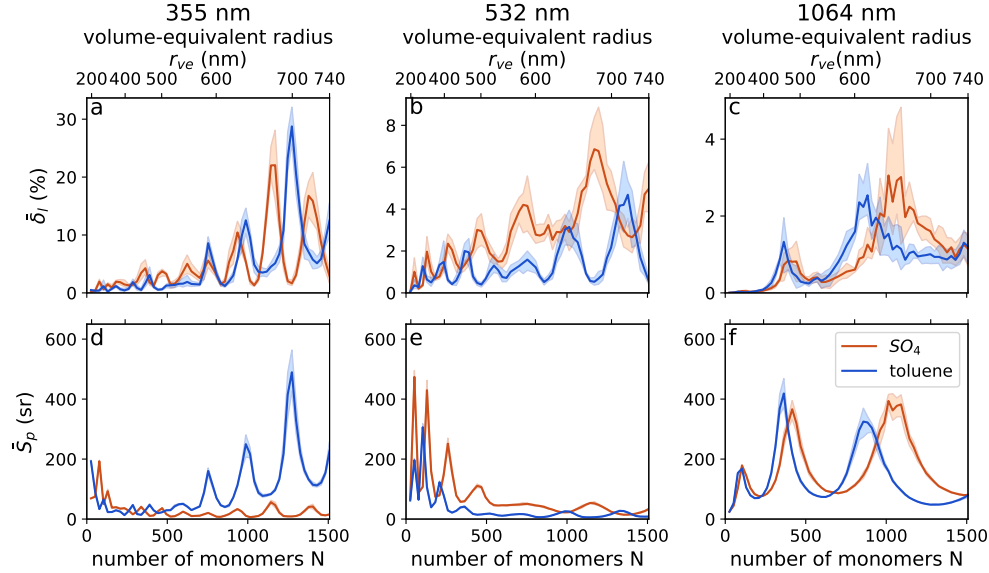 355 nm 532 nm 1064 nm
volume-equivalent radius volume-equivalent radius volume-equivalent radius
r_ve (nm) r_ve (nm) r_ve(nm)
200 400 500 600 700 740 200 400 500 600 700 740 200 400 500 600 700 740
a b c
30
20
10
0
δ̄_l (%)
8
6
4
2
0
4
2
0
d e f
600
400
200
0
S̄_p (sr)
600
400
200
0
600
400
200
0
SO_4
toluene
0 500 1000 1500 0 500 1000 1500 0 500 1000 1500
number of monomers N number of monomers N number of monomers N